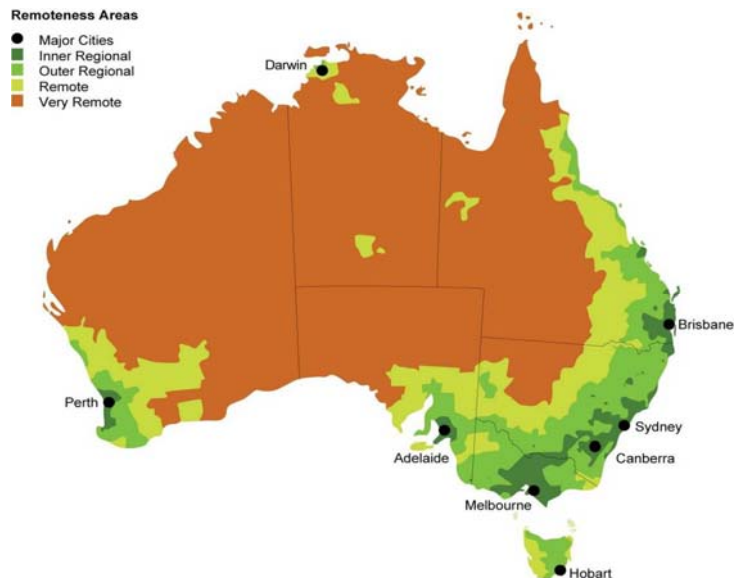 Remoteness Areas
Major Cities
Inner Regional
Outer Regional
Remote
Very Remote
Darwin
Brisbane
Perth
Sydney
Adelaide
Canberra
Melbourne
Hobart